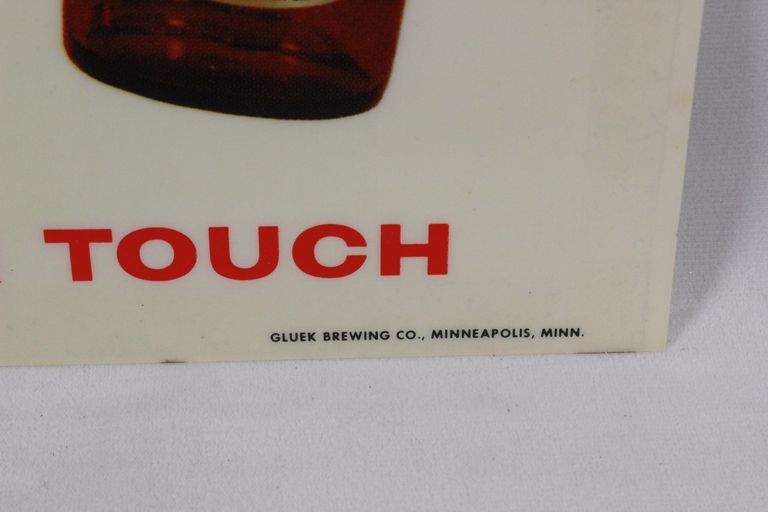 TOUCH
GLUEK BREWING CO., MINNEAPOLIS, MINN.